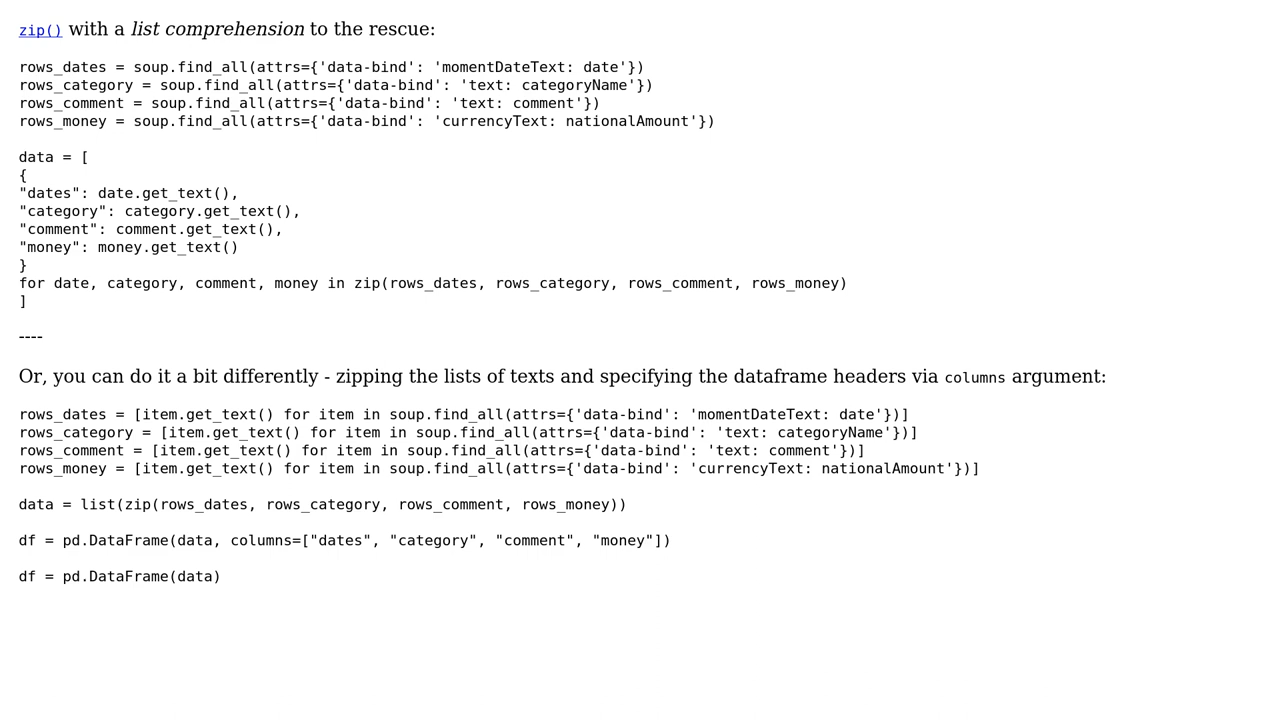 zip() with a list comprehension to the rescue:
rows_dates = soup.find_all(attrs={'data-bind': 'momentDateText: date'})
rows_category = soup.find_all(attrs={'data-bind': 'text: categoryName'})
rows_comment = soup.find_all(attrs={'data-bind': 'text: comment'})
rows_money = soup.find_all(attrs={'data-bind': 'currencyText: nationalAmount'})
data = [
{
"dates": date.get_text(),
"category": category.get_text(),
"comment": comment.get_text(),
"money": money.get_text()
}
for date, category, comment, money in zip(rows_dates, rows_category, rows_comment, rows_money)
]
----
Or, you can do it a bit differently - zipping the lists of texts and specifying the dataframe headers via columns argument:
rows_dates = [item.get_text() for item in soup.find_all(attrs={'data-bind': 'momentDateText: date'})]
rows_category = [item.get_text() for item in soup.find_all(attrs={'data-bind': 'text: categoryName'})]
rows_comment = [item.get_text() for item in soup.find_all(attrs={'data-bind': 'text: comment'})]
rows_money = [item.get_text() for item in soup.find_all(attrs={'data-bind': 'currencyText: nationalAmount'})]
data = list(zip(rows_dates, rows_category, rows_comment, rows_money))
df = pd.DataFrame(data, columns=["dates", "category", "comment", "money"])
df = pd.DataFrame(data)